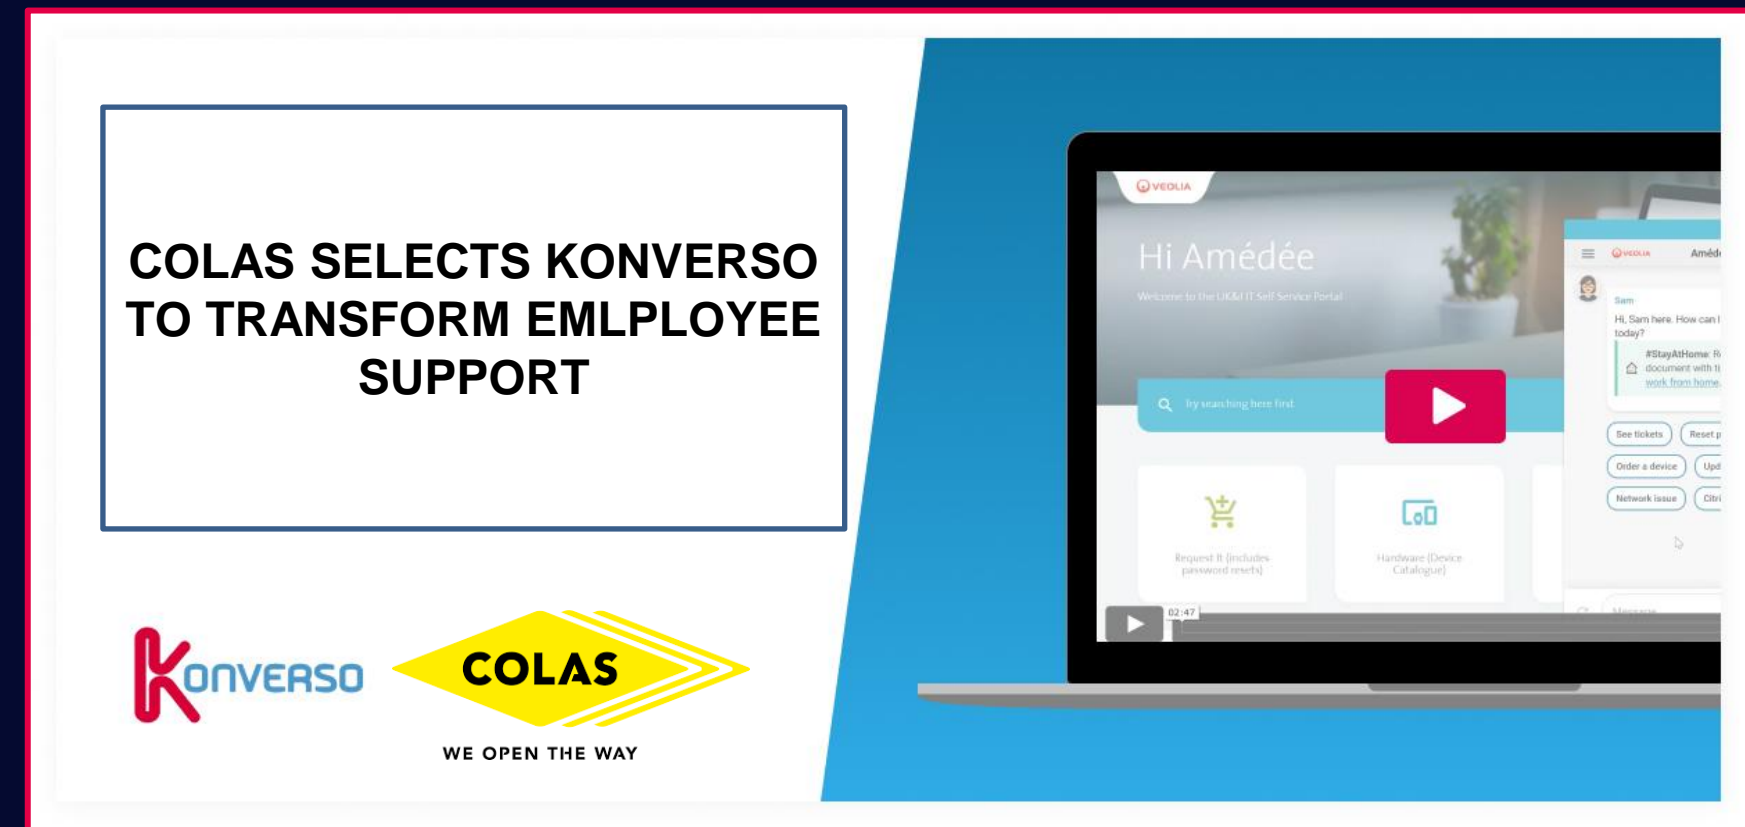 COLAS SELECTS KONVERSO
TO TRANSFORM EMLPLOYEE
SUPPORT
KONVERSO
COLAS
WE OPEN THE WAY
VEOLIA
Hi Amédée
Welcome to the UK&I IT Self Service Portal
Try searching here first
Request It (includes
password resets)
Hardware (Device
Catalogue)
02:47
VEOLIA
Sam
Hi, Sam here. How can I
today?
#StayAtHome:
document with
work from home.
See tickets
Reset
Order a device
Network issue
Message